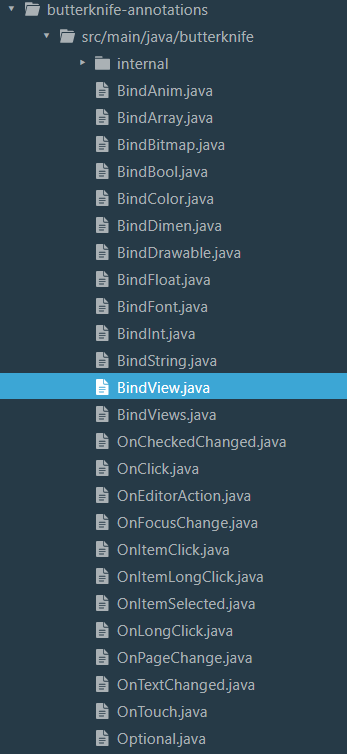 butterknife-annotations
src/main/java/butterknife
internal
BindAnim.java
BindArray.java
BindBitmap.java
BindBool.java
BindColor.java
BindDimen.java
BindDrawable.java
BindFloat.java
BindFont.java
BindInt.java
BindString.java
BindView.java
BindViews.java
OnCheckedChanged.java
OnClick.java
OnEditorAction.java
OnFocusChange.java
OnItemClick.java
OnItemLongClick.java
OnItemSelected.java
OnLongClick.java
OnPageChange.java
OnTextChanged.java
OnTouch.java
Optional.java